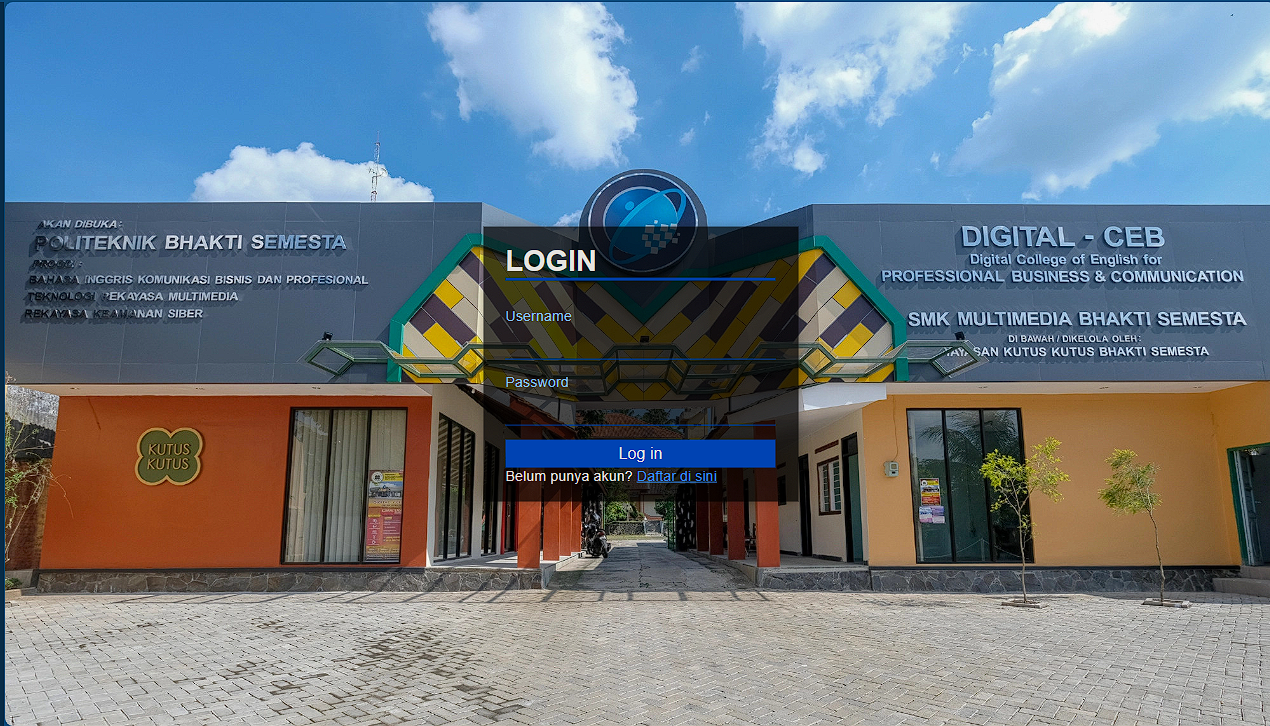 AKAN DIBUKA :
POLITEKNIK BHAKTI SEMESTA
PRODI :
BAHASA INGGRIS KOMUNIKASI BISNIS DAN PROFESIONAL
TEKNOLOGI REKAYASA MULTIMEDIA
REKAYASA KEAMANAN SIBER
DIGITAL - CEB
Digital College of English for
PROFESSIONAL BUSINESS & COMMUNICATION
SMK MULTIMEDIA BHAKTI SEMESTA
DI BAWAH / DIKELOLA OLEH :
YAYASAN KUTUS KUTUS BHAKTI SEMESTA
LOGIN
Username
Password
Log in
Belum punya akun? Daftar di sini
KUTUS
KUTUS